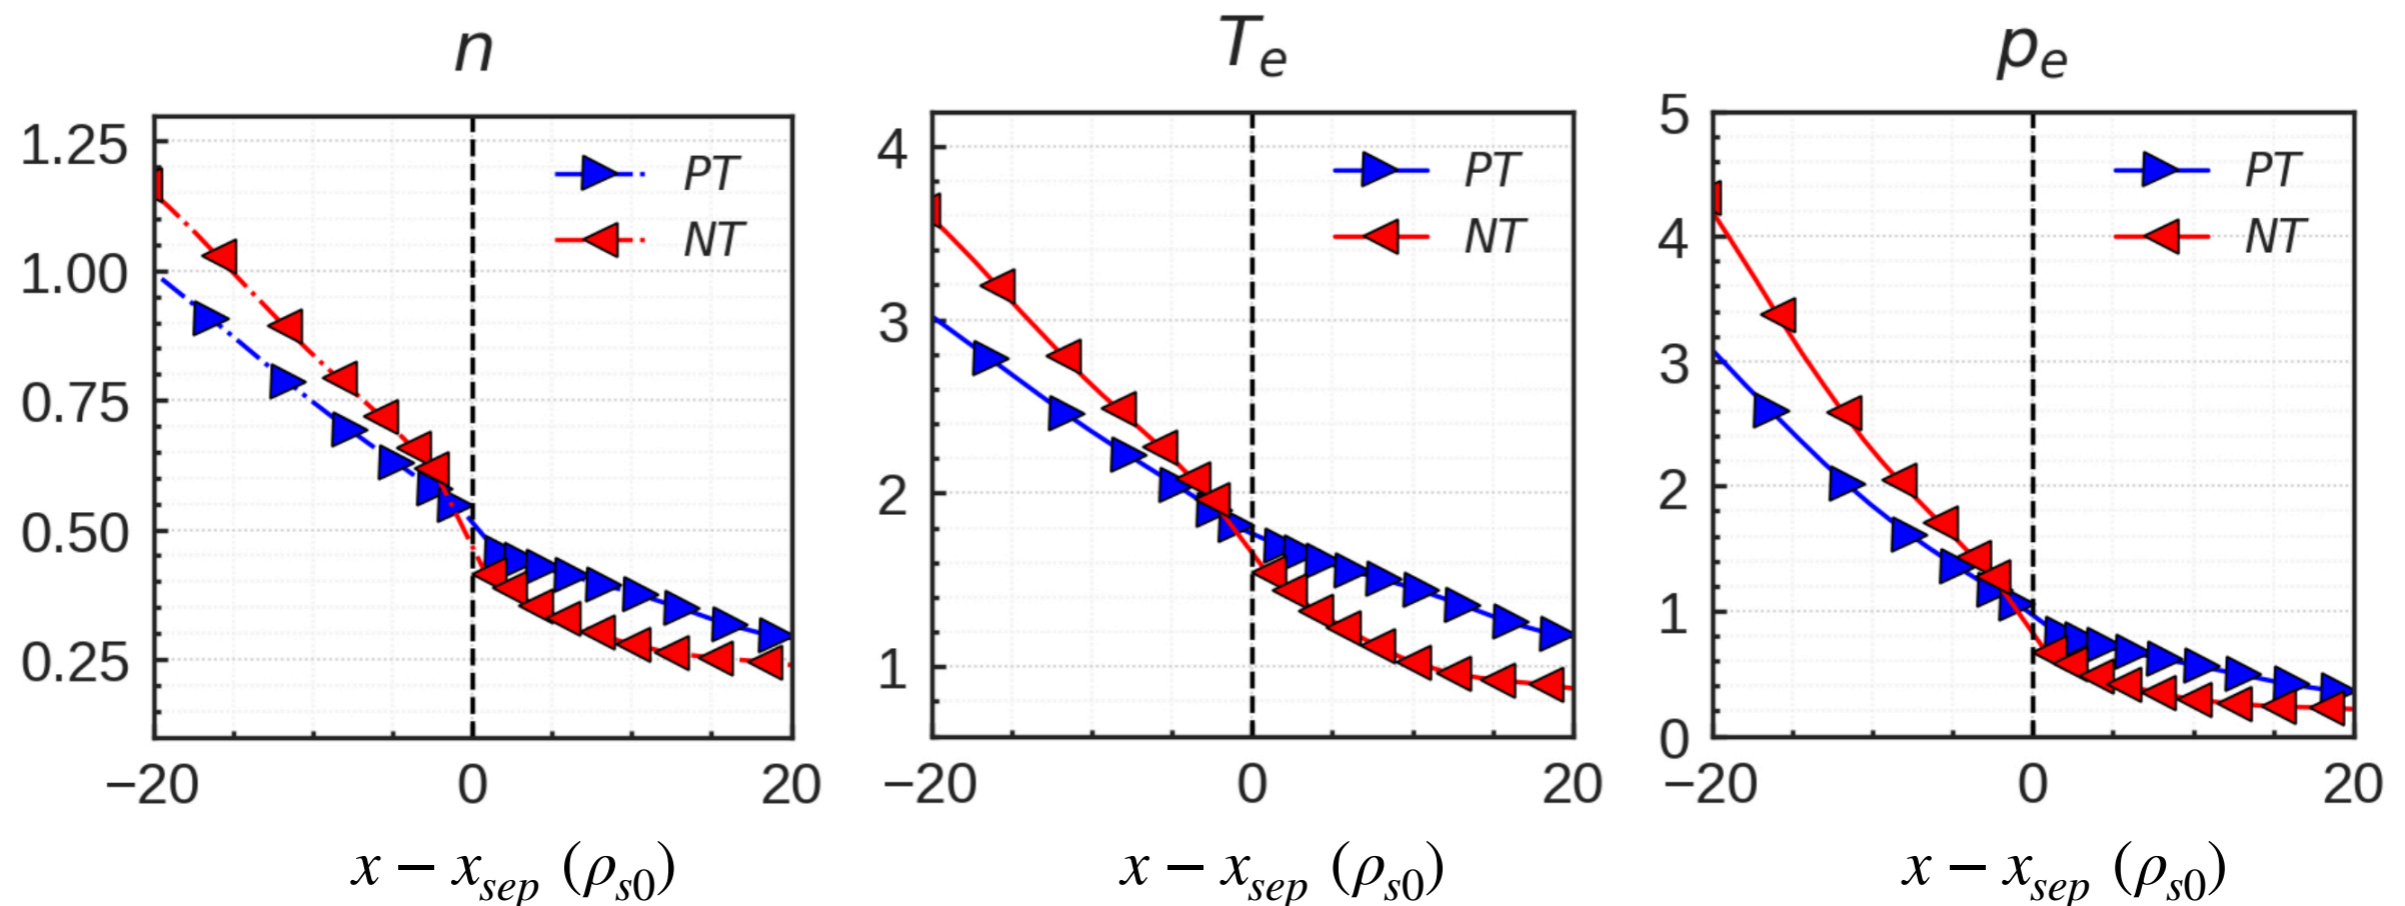 n
1.25
1.00
0.75
0.50
0.25
PT
NT
−20 0 20
x − x_sep (ρ_s0)
T_e
4
3
2
1
PT
NT
−20 0 20
x − x_sep (ρ_s0)
p_e
5
4
3
2
1
0
PT
NT
−20 0 20
x − x_sep (ρ_s0)